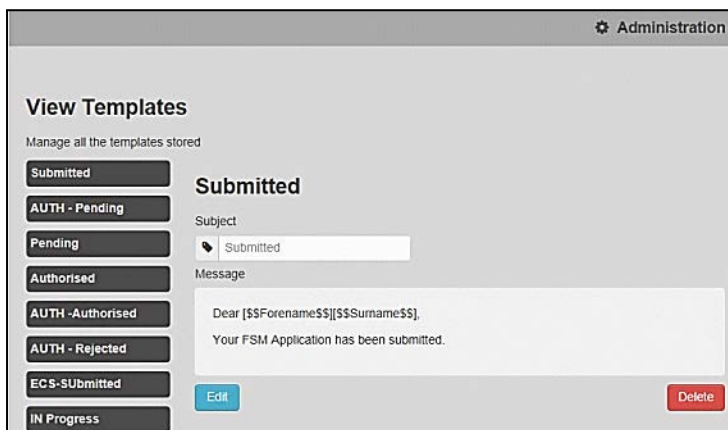 Administration
View Templates
Manage all the templates stored
Submitted
AUTH - Pending
Pending
Authorised
AUTH -Authorised
AUTH - Rejected
ECS-SUbmitted
IN Progress
Submitted
Subject
Submitted
Message
Dear [$$Forename$$][$$Surname$$],
Your FSM Application has been submitted.
Edit
Delete